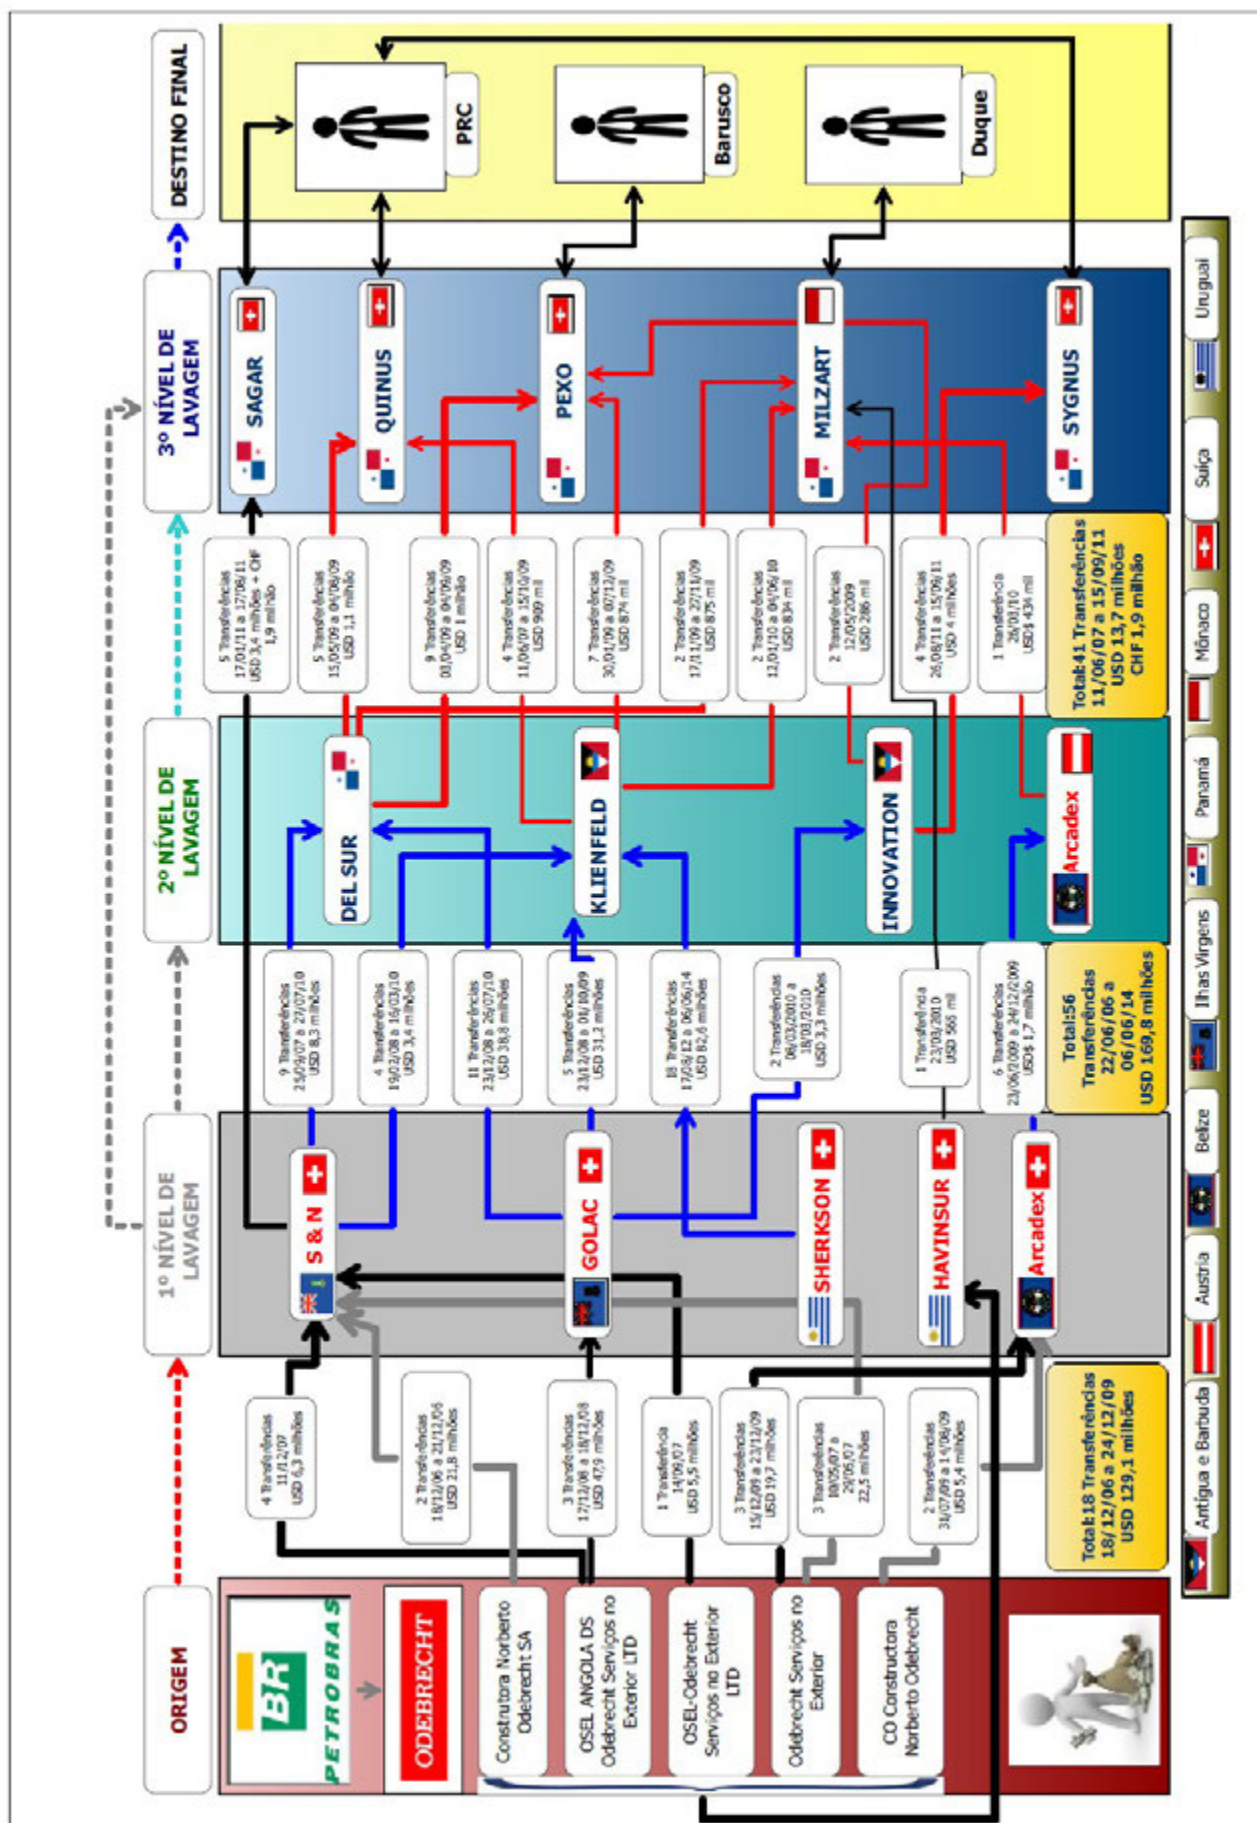 ORIGEM
1º NÍVEL DE
LAVAGEM
2º NÍVEL DE
LAVAGEM
3º NÍVEL DE
LAVAGEM
DESTINO FINAL
BR
PETROBRAS
ODEBRECHT
Construtora Norberto
Odebrecht SA
OSEL ANGOLA DS
Odebrecht Serviços no
Exterior LTD
OSEL-Odebrecht
Serviços no Exterior
LTD
Odebrecht Serviços no
Exterior
CO Constructora
Norberto Odebrecht
4 Transferências
11/12/07
USD 6,3 milhões
2 Transferências
18/12/06 a 21/12/06
USD 21,8 milhões
3 Transferências
17/12/08 a 18/12/08
USD 47,9 milhões
1 Transferência
14/09/07
USD 5,5 milhões
3 Transferências
15/12/09 a 23/12/09
USD 19,7 milhões
3 Transferências
10/05/07 a
29/05/07
22,5 milhões
2 Transferências
31/07/09 a 14/08/09
USD 5,4 milhões
Total:18 Transferências
18/12/06 a 24/12/09
USD 129,1 milhões
S & N
GOLAC
SHERKSON
HAVINSUR
Arcadex
9 Transferências
25/09/07 a 27/07/10
USD 8,3 milhões
4 Transferências
19/02/08 a 16/03/10
USD 3,4 milhões
11 Transferências
23/12/08 a 26/07/10
USD 38,8 milhões
5 Transferências
23/12/08 a 01/10/09
USD 31,2 milhões
18 Transferências
17/08/12 a 06/06/14
USD 82,6 milhões
2 Transferências
08/03/2010 a
18/03/2010
USD 3,3 milhões
1 Transferência
23/03/2010
USD 566 mil
6 Transferências
23/06/2009 a 24/12/2009
USD$ 1,7 milhão
Total:56
Transferências
22/06/06 a
06/06/14
USD 169,8 milhões
DEL SUR
KLIENFELD
INNOVATION
Arcadex
5 Transferências
17/01/11 a 17/06/11
USD 3,4 milhões + CHF
1,9 milhão
5 Transferências
15/05/09 a 04/08/09
USD 1,1 milhão
9 Transferências
03/04/09 a 04/09/09
USD 1 milhão
4 Transferências
11/06/07 a 15/10/09
USD 909 mil
7 Transferências
30/01/09 a 07/12/09
USD 874 mil
2 Transferências
17/11/09 a 27/11/09
USD 875 mil
2 Transferências
12/01/10 a 04/06/10
USD 834 mil
2 Transferências
12/05/2009
USD 286 mil
4 Transferências
26/08/11 a 15/09/11
USD 4 milhões
1 Transferência
26/03/10
USD$ 434 mil
Total:41 Transferências
11/06/07 a 15/09/11
USD 13,7 milhões
CHF 1,9 milhão
SAGAR
QUINUS
PEXO
MILZART
SYGNUS
PRC
Barusco
Duque
Antígua e Barbuda
Austria
Belize
Ilhas Virgens
Panamá
Mônaco
Suíça
Uruguai